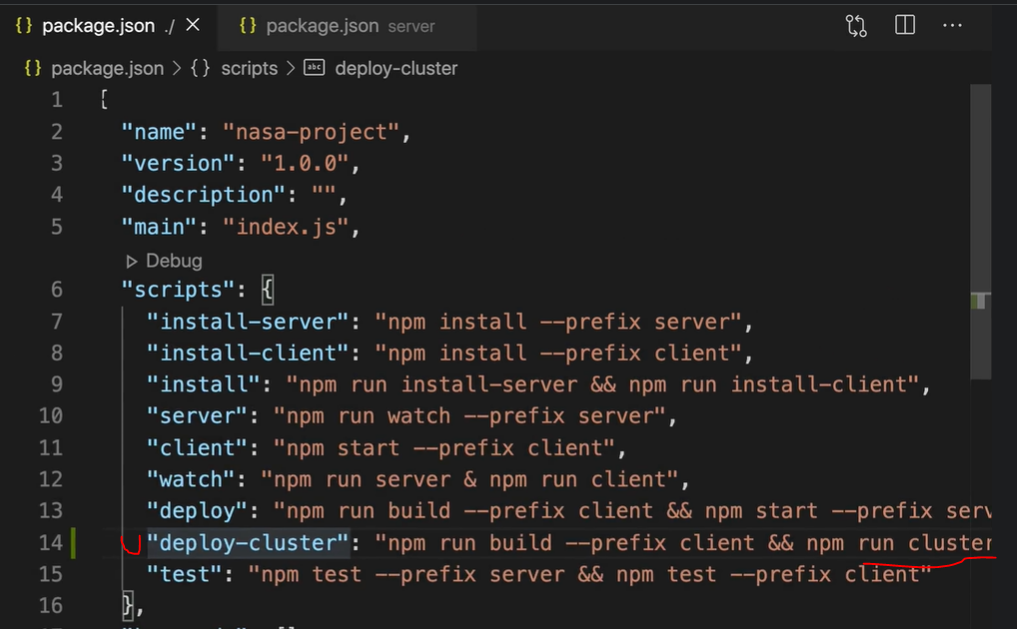 {} package.json ./ × {} package.json server ...
{} package.json > {} scripts > abc deploy-cluster
1 {
2 "name": "nasa-project",
3 "version": "1.0.0",
4 "description": "",
5 "main": "index.js",
Debug
6 "scripts": {
7 "install-server": "npm install --prefix server",
8 "install-client": "npm install --prefix client",
9 "install": "npm run install-server && npm run install-client",
10 "server": "npm run watch --prefix server",
11 "client": "npm start --prefix client",
12 "watch": "npm run server & npm run client",
13 "deploy": "npm run build --prefix client && npm start --prefix serv
14 "deploy-cluster": "npm run build --prefix client && npm run cluster
15 "test": "npm test --prefix server && npm test --prefix client"
16 },